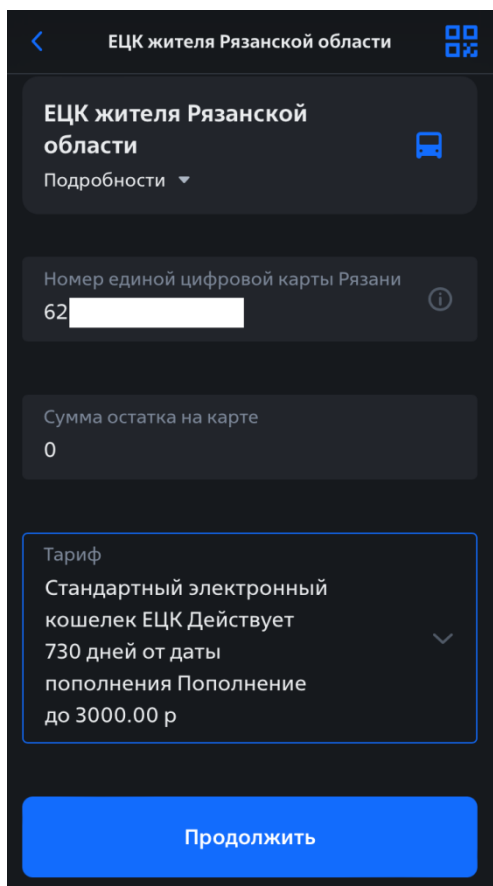 ЕЦК жителя Рязанской области
ЕЦК жителя Рязанской
области
Подробности
Номер единой цифровой карты Рязани
62
Сумма остатка на карте
0
Тариф
Стандартный электронный
кошелек ЕЦК Действует
730 дней от даты
пополнения Пополнение
до 3000.00 р
Продолжить